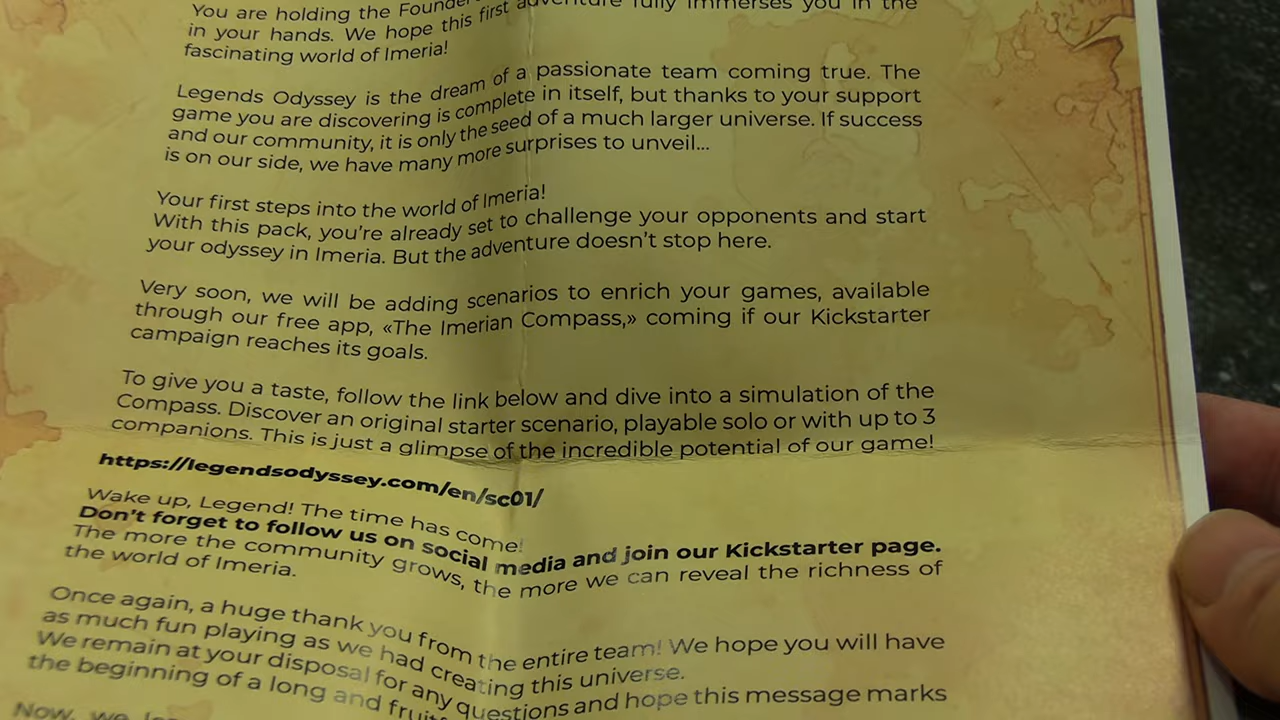 You are holding the Founder adventure fully immerses you in the
in your hands. We hope this first
fascinating world of Imeria!
Legends Odyssey is the dream of a passionate team coming true. The
game you are discovering is complete in itself, but thanks to your support
and our community, it is only the seed of a much larger universe. If success
is on our side, we have many more surprises to unveil...
Your first steps into the world of Imeria!
With this pack, you're already set to challenge your opponents and start
your odyssey in Imeria. But the adventure doesn't stop here.
Very soon, we will be adding scenarios to enrich your games, available
through our free app, «The Imerian Compass,» coming if our Kickstarter
campaign reaches its goals.
To give you a taste, follow the link below and dive into a simulation of the
Compass. Discover an original starter scenario, playable solo or with up to 3
companions. This is just a glimpse of the incredible potential of our game!
https://legendsodyssey.com/en/sc01/
Wake up, Legend! The time has come!
Don't forget to follow us on social media and join our Kickstarter page.
The more the community grows, the more we can reveal the richness of
the world of Imeria.
Once again, a huge thank you from the entire team! We hope you will have
as much fun playing as we had creating this universe.
We remain at your disposal for any questions and hope this message marks
the beginning of a long and
Now, we